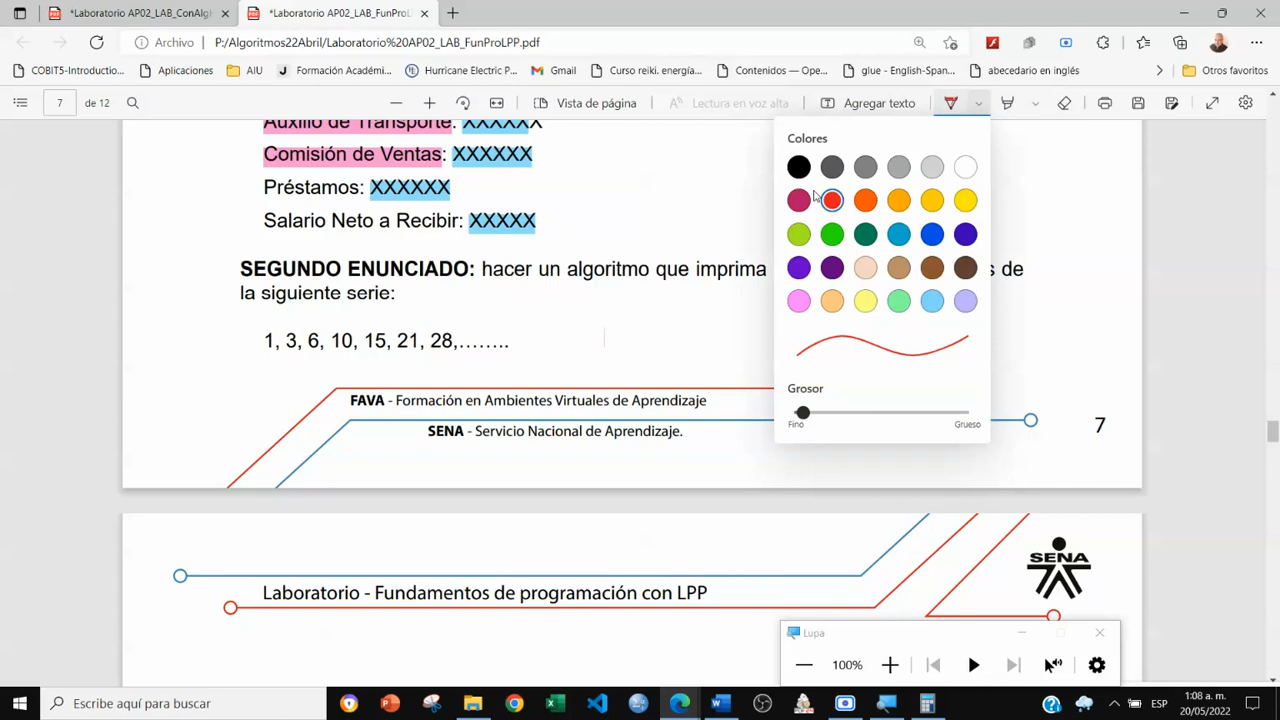 *Laboratorio AP02_ConAlgF
*Laboratorio AP02_LAB_FunProL
Archivo
P:/Algoritmos22Abril/Laboratorio%20AP02_LAB_FunProLPP.pdf
COBIT5-Introductio...
Aplicaciones
AIU
Formación Académi...
Hurricane Electric P...
Gmail
Curso reiki. energía...
Contenidos — Ope...
glue - English-Span...
abecedario en inglés
Otros favoritos
7
de 12
Vista de página
Lectura en voz alta
Agregar texto
Auxilio de Transporte: XXXXXX
Comisión de Ventas: XXXXXX
Préstamos: XXXXXX
Salario Neto a Recibir: XXXXX
SEGUNDO ENUNCIADO: hacer un algoritmo que imprima
s de
la siguiente serie:
1, 3, 6, 10, 15, 21, 28,........
FAVA - Formación en Ambientes Virtuales de Aprendizaje
SENA - Servicio Nacional de Aprendizaje.
7
Colores
Grosor
Fino
Grueso
SENA
Laboratorio - Fundamentos de programación con LPP
Lupa
100%
Escribe aquí para buscar
ESP
1:08 a. m.
20/05/2022